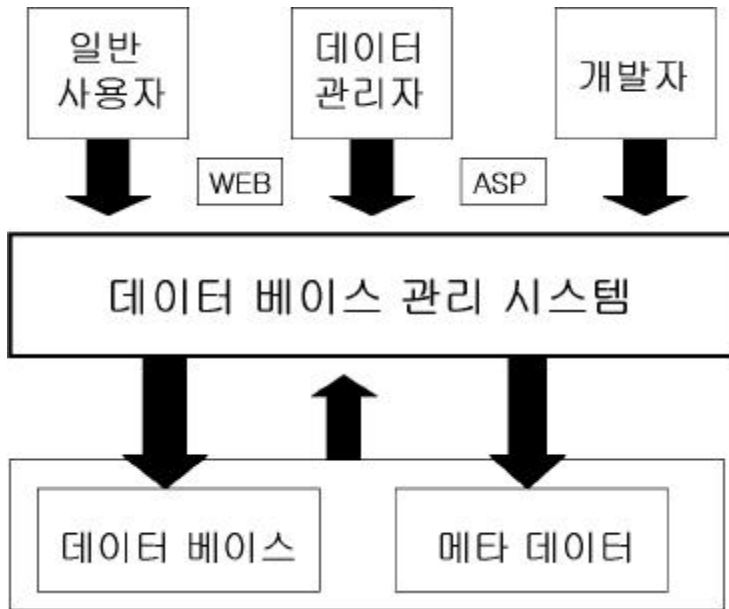 일반
사용자
데이터
관리자
개발자
WEB
ASP
데이터 베이스 관리 시스템
데이터 베이스
메타 데이터